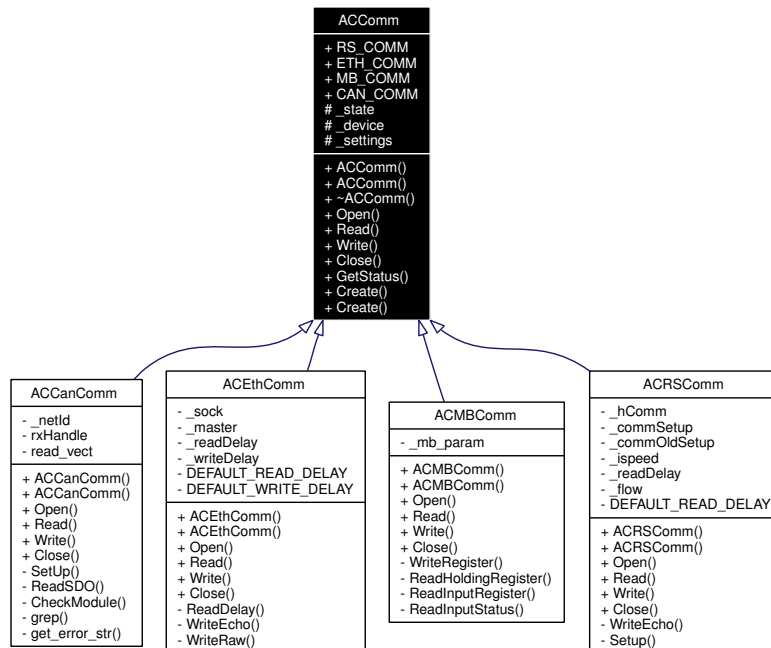 ACComm
+ RS_COMM
+ ETH_COMM
+ MB_COMM
+ CAN_COMM
# _state
# _device
# _settings
+ ACComm()
+ ACComm()
+ ~ACComm()
+ Open()
+ Read()
+ Write()
+ Close()
+ GetStatus()
+ Create()
+ Create()
ACCanComm
- _netId
- rxHandle
- read_vect
+ ACCanComm()
+ ACCanComm()
+ Open()
+ Read()
+ Write()
+ Close()
- SetUp()
- ReadSDO()
- CheckModule()
- grep()
- get_error_str()
ACEthComm
- _sock
- _master
- _readDelay
- _writeDelay
- DEFAULT_READ_DELAY
- DEFAULT_WRITE_DELAY
+ ACEthComm()
+ ACEthComm()
+ Open()
+ Read()
+ Write()
+ Close()
- ReadDelay()
- WriteEcho()
- WriteRaw()
ACMBComm
- _mb_param
+ ACMBComm()
+ ACMBComm()
+ Open()
+ Read()
+ Write()
+ Close()
- WriteRegister()
- ReadHoldingRegister()
- ReadInputRegister()
- ReadInputStatus()
ACRSComm
- _hComm
- _commSetup
- _commOldSetup
- _ispeed
- _readDelay
- _flow
- DEFAULT_READ_DELAY
+ ACRSComm()
+ ACRSComm()
+ Open()
+ Read()
+ Write()
+ Close()
- WriteEcho()
- Setup()